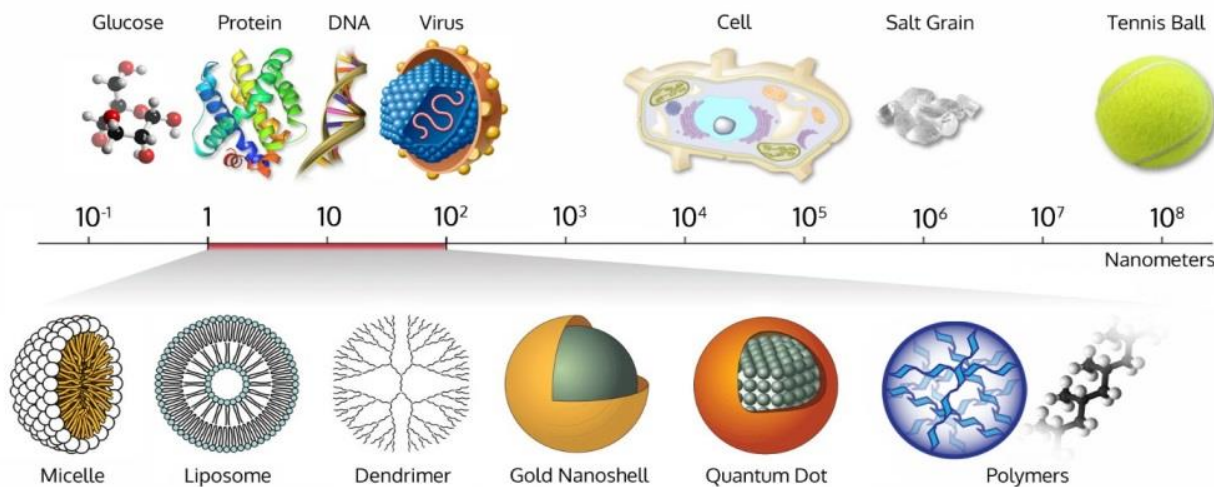 Glucose Protein DNA Virus Cell Salt Grain Tennis Ball
10⁻¹ 1 10 10² 10³ 10⁴ 10⁵ 10⁶ 10⁷ 10⁸
Nanometers
Micelle Liposome Dendrimer Gold Nanoshell Quantum Dot Polymers